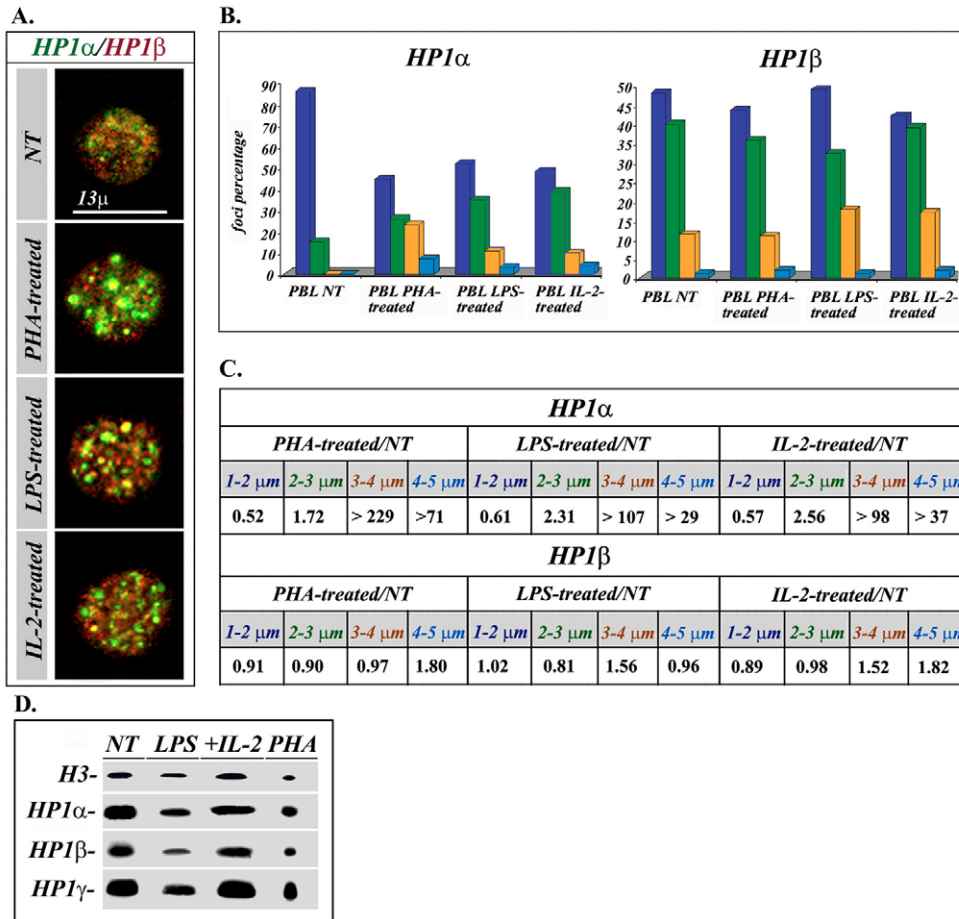 A.
HP1α/HP1β
NT
13μ
PHA-treated
LPS-treated
IL-2-treated
B.
HP1α
foci percentage
90
80
70
60
50
40
30
20
10
0
PBL NT
PBL PHA-treated
PBL LPS-treated
PBL IL-2-treated
HP1β
50
45
40
35
30
25
20
15
10
5
0
PBL NT
PBL PHA-treated
PBL LPS-treated
PBL IL-2-treated
C.
HP1α
PHA-treated/NT LPS-treated/NT IL-2-treated/NT
1-2 μm 2-3 μm 3-4 μm 4-5 μm 1-2 μm 2-3 μm 3-4 μm 4-5 μm 1-2 μm 2-3 μm 3-4 μm 4-5 μm
0.52 1.72 > 229 >71 0.61 2.31 > 107 > 29 0.57 2.56 > 98 > 37
HP1β
PHA-treated/NT LPS-treated/NT IL-2-treated/NT
1-2 μm 2-3 μm 3-4 μm 4-5 μm 1-2 μm 2-3 μm 3-4 μm 4-5 μm 1-2 μm 2-3 μm 3-4 μm 4-5 μm
0.91 0.90 0.97 1.80 1.02 0.81 1.56 0.96 0.89 0.98 1.52 1.82
D.
NT LPS +IL-2 PHA
H3-
HP1α-
HP1β-
HP1γ-